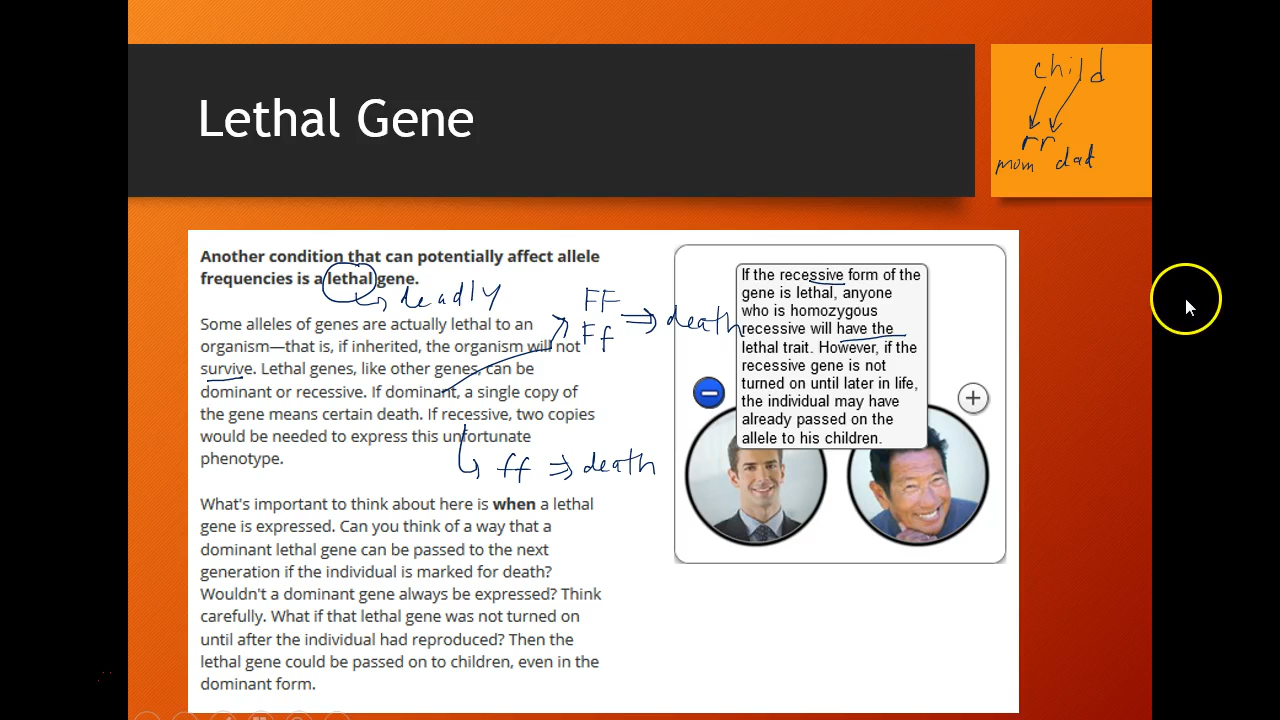 Lethal Gene
child
rr
mom dad
Another condition that can potentially affect allele
frequencies is a lethal gene.
deadly
Some alleles of genes are actually lethal to an
organism—that is, if inherited, the organism will not
survive. Lethal genes, like other genes, can be
dominant or recessive. If dominant, a single copy of
the gene means certain death. If recessive, two copies
would be needed to express this unfortunate
phenotype.
FF
Ff ⇒ death
ff ⇒ death
What's important to think about here is when a lethal
gene is expressed. Can you think of a way that a
dominant lethal gene can be passed to the next
generation if the individual is marked for death?
Wouldn't a dominant gene always be expressed? Think
carefully. What if that lethal gene was not turned on
until after the individual had reproduced? Then the
lethal gene could be passed on to children, even in the
dominant form.
If the recessive form of the
gene is lethal, anyone
who is homozygous
recessive will have the
lethal trait. However, if the
recessive gene is not
turned on until later in life,
the individual may have
already passed on the
allele to his children.